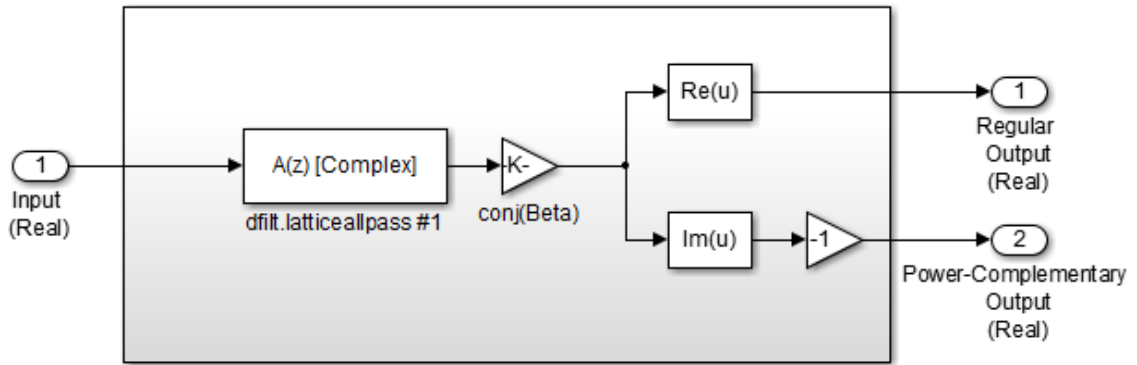 1
Input
(Real)
A(z) [Complex]
dfilt.latticeallpass #1
-K-
conj(Beta)
Re(u)
1
Regular
Output
(Real)
Im(u)
-1
2
Power-Complementary
Output
(Real)